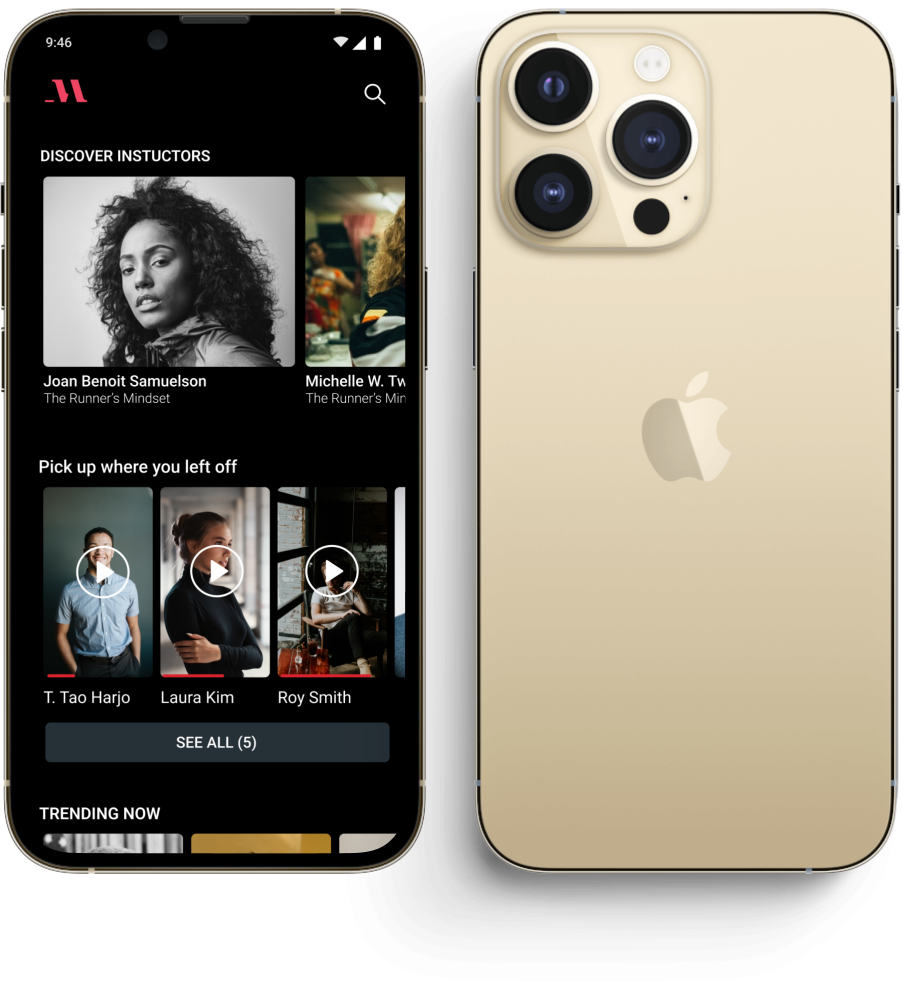 9:46
DISCOVER INSTUCTORS
Joan Benoit Samuelson
The Runner's Mindset
Michelle W. Tw
The Runner's Min
Pick up where you left off
T. Tao Harjo
Laura Kim
Roy Smith
SEE ALL (5)
TRENDING NOW